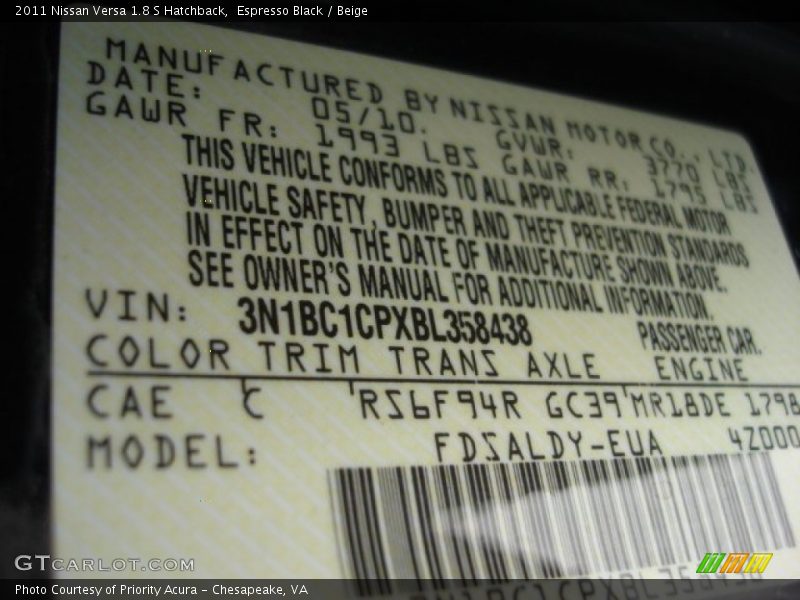 2011 Nissan Versa 1.8 S Hatchback,  Espresso Black / Beige
MANUFACTURED BY NISSAN MOTOR CO., LTD.
DATE: 05/10. GVWR: 3770 LBS
GAWR FR: 1993 LBS GAWR RR: 1795 LBS
THIS VEHICLE CONFORMS TO ALL APPLICABLE FEDERAL MOTOR
VEHICLE SAFETY, BUMPER AND THEFT PREVENTION STANDARDS
IN EFFECT ON THE DATE OF MANUFACTURE SHOWN ABOVE.
SEE OWNER'S MANUAL FOR ADDITIONAL INFORMATION.
VIN: 3N1BC1CPXBL358438 PASSENGER CAR.
COLOR TRIM TRANS AXLE ENGINE
CAE C RS6F94R GC39 MR18DE 1798
MODEL: FDSALDY-EUA 4Z000
GTCARLOT.COM
Photo Courtesy of Priority Acura – Chesapeake, VA